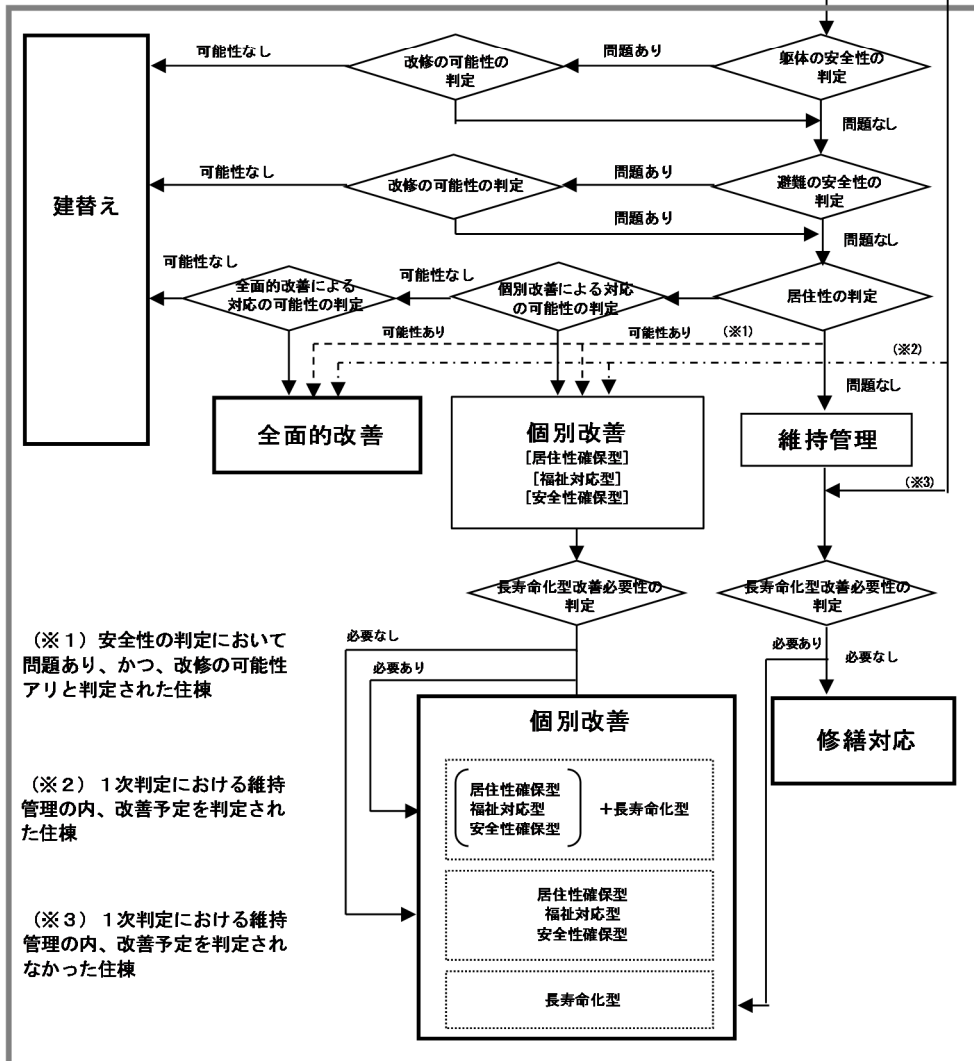 可能性なし
改修の可能性の
判定
問題あり
躯体の安全性の
判定
問題なし
可能性なし
改修の可能性の判定
問題あり
避難の安全性の
判定
建替え
問題あり
問題なし
可能性なし
全面的改善による
対応の可能性の判定
可能性なし
個別改善による対応
の可能性の判定
居住性の判定
可能性あり
可能性あり
(※1)
(※2)
問題なし
全面的改善
個別改善
[居住性確保型]
[福祉対応型]
[安全性確保型]
維持管理
(※3)
長寿命化型改善必要性の
判定
長寿命化型改善必要性の
判定
(※1)安全性の判定において
問題あり、かつ、改修の可能性
アリと判定された住棟
必要なし
必要あり
必要あり
必要なし
修繕対応
個別改善
(※2)1次判定における維持
管理の内、改善予定を判定され
た住棟
居住性確保型
福祉対応型
安全性確保型
+長寿命化型
(※3)1次判定における維持
管理の内、改善予定を判定され
なかった住棟
居住性確保型
福祉対応型
安全性確保型
長寿命化型